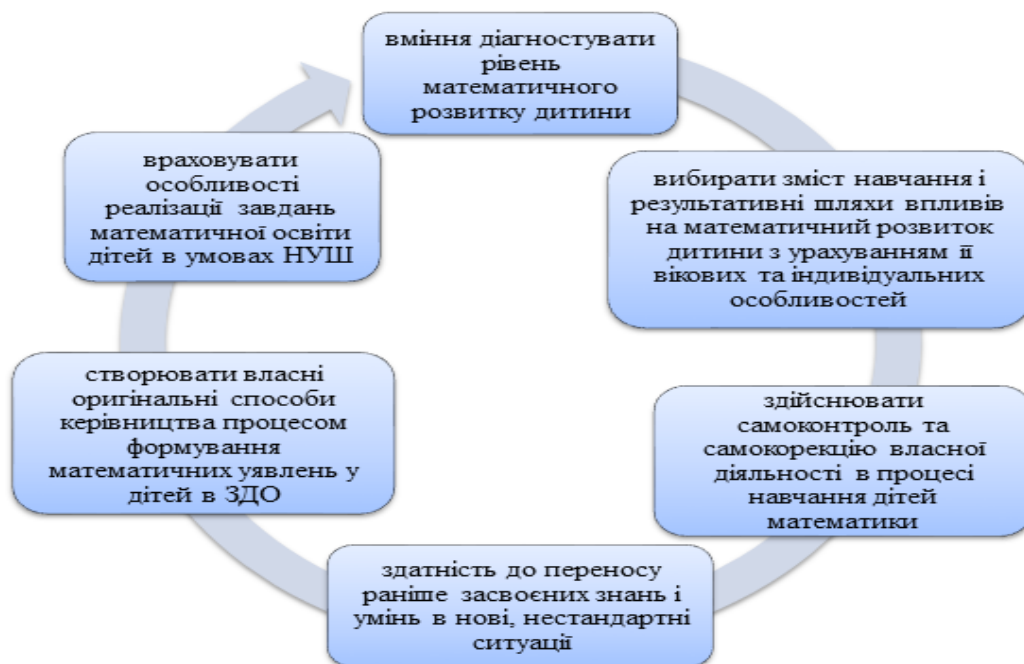 вміння діагностувати
рівень
математичного
розвитку дитини
вибирати зміст навчання і
результативні шляхи впливів
на математичний розвиток
дитини з урахуванням її
вікових та індивідуальних
особливостей
здійснювати
самоконтроль та
самокорекцію власної
діяльності в процесі
навчання дітей
математики
здатність до переносу
раніше засвоєних знань і
умінь в нові, нестандартні
ситуації
створювати власні
оригінальні способи
керівництва процесом
формування
математичних уявлень у
дітей в ЗДО
враховувати
особливості
реалізації завдань
математичної освіти
дітей в умовах НУШ